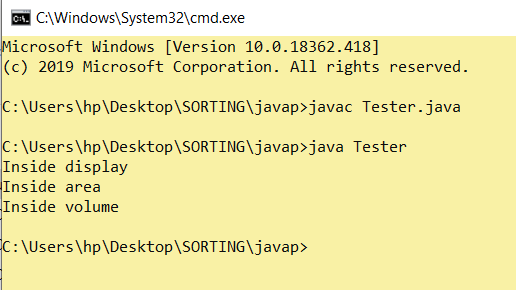 C:\Windows\System32\cmd.exe
Microsoft Windows [Version 10.0.18362.418]
(c) 2019 Microsoft Corporation. All rights reserved.
C:\Users\hp\Desktop\SORTING\javap>javac Tester.java
C:\Users\hp\Desktop\SORTING\javap>java Tester
Inside display
Inside area
Inside volume
C:\Users\hp\Desktop\SORTING\javap>